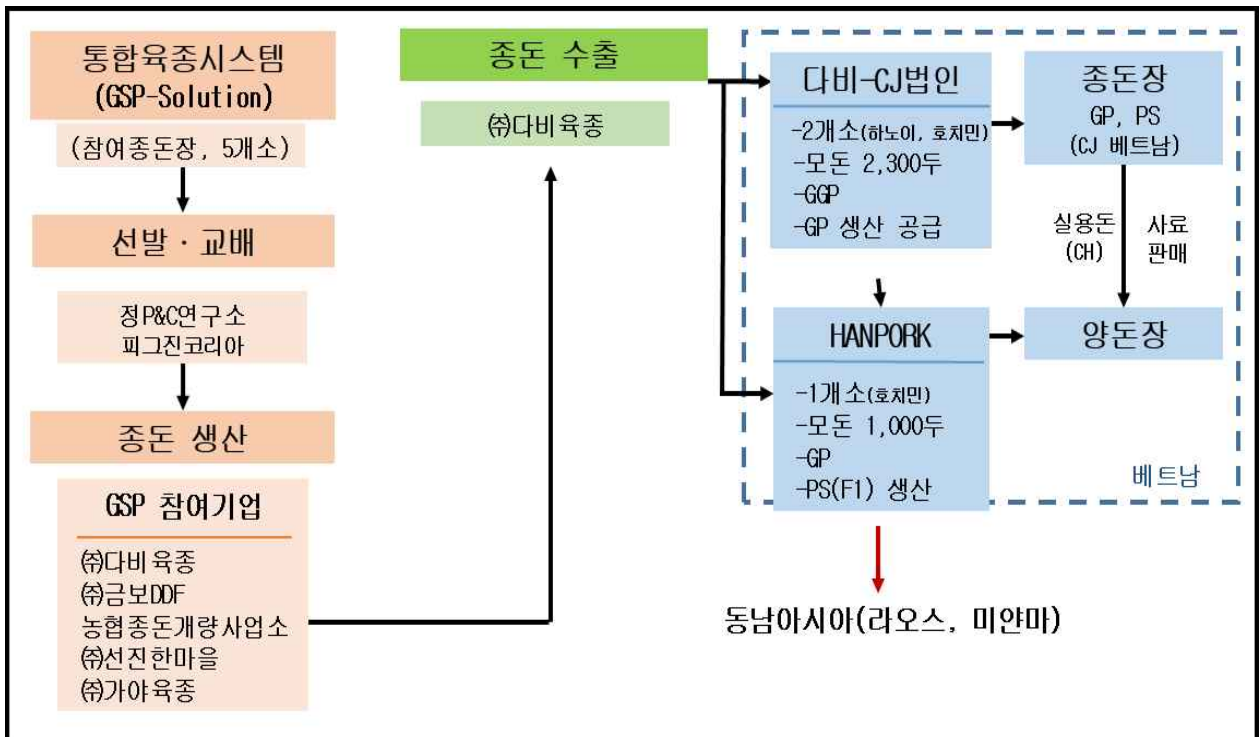 통합육종시스템
(GSP-Solution)
(참여종돈장, 5개소)
선발 · 교배
정P&C연구소
피그진코리아
종돈 생산
GSP 참여기업
㈜다비육종
㈜금보DDF
농협종돈개량사업소
㈜선진한마을
㈜가야육종
종돈 수출
㈜다비육종
다비-CJ법인
-2개소(하노이, 호치민)
-모돈 2,300두
-GGP
-GP 생산 공급
종돈장
GP, PS
(CJ 베트남)
실용돈
(CH)
사료
판매
HANPORK
-1개소(호치민)
-모돈 1,000두
-GP
-PS(F1) 생산
양돈장
베트남
동남아시아(라오스, 미얀마)